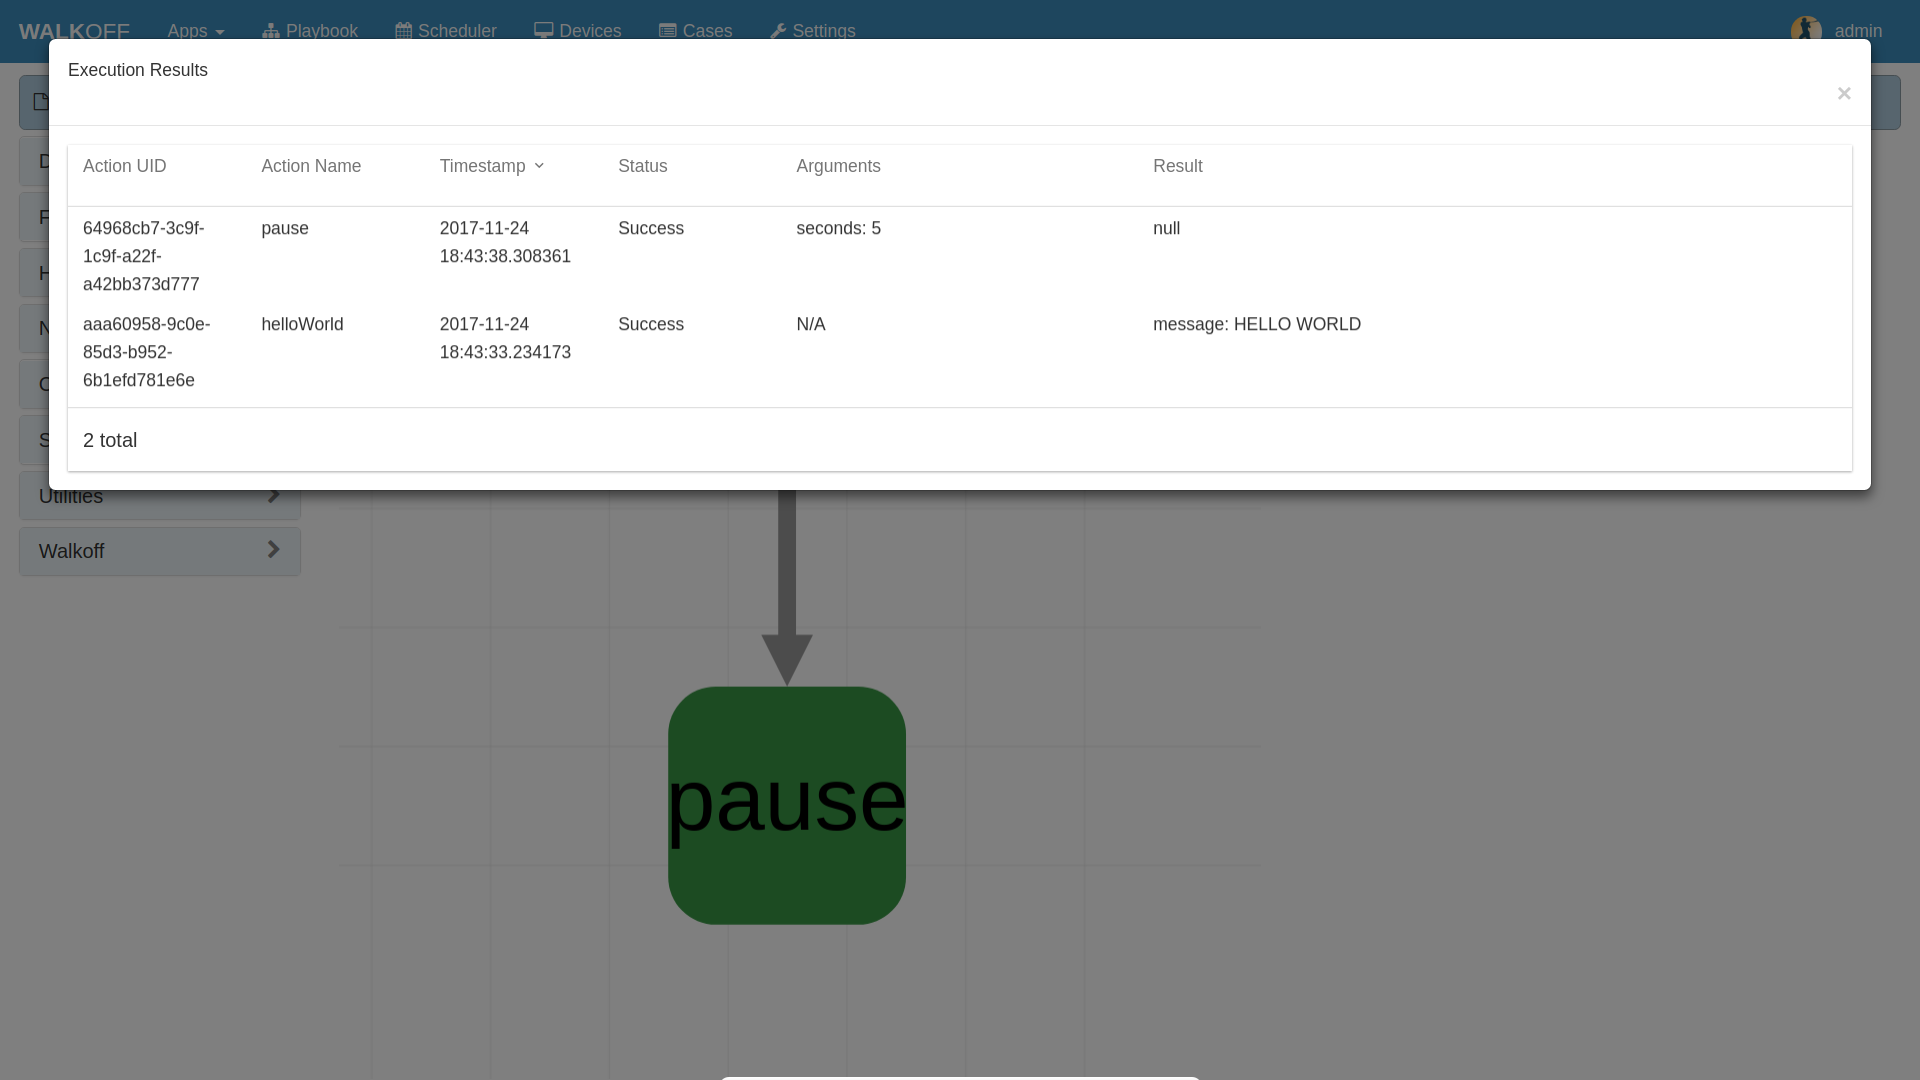 WALKOFF Apps Playbook Scheduler Devices Cases Settings admin
Execution Results
×
Action UID Action Name Timestamp Status Arguments Result
64968cb7-3c9f- pause 2017-11-24 Success seconds: 5 null
1c9f-a22f- 18:43:38.308361
a42bb373d777
aaa60958-9c0e- helloWorld 2017-11-24 Success N/A message: HELLO WORLD
85d3-b952- 18:43:33.234173
6b1efd781e6e
2 total
Utilities
Walkoff
pause